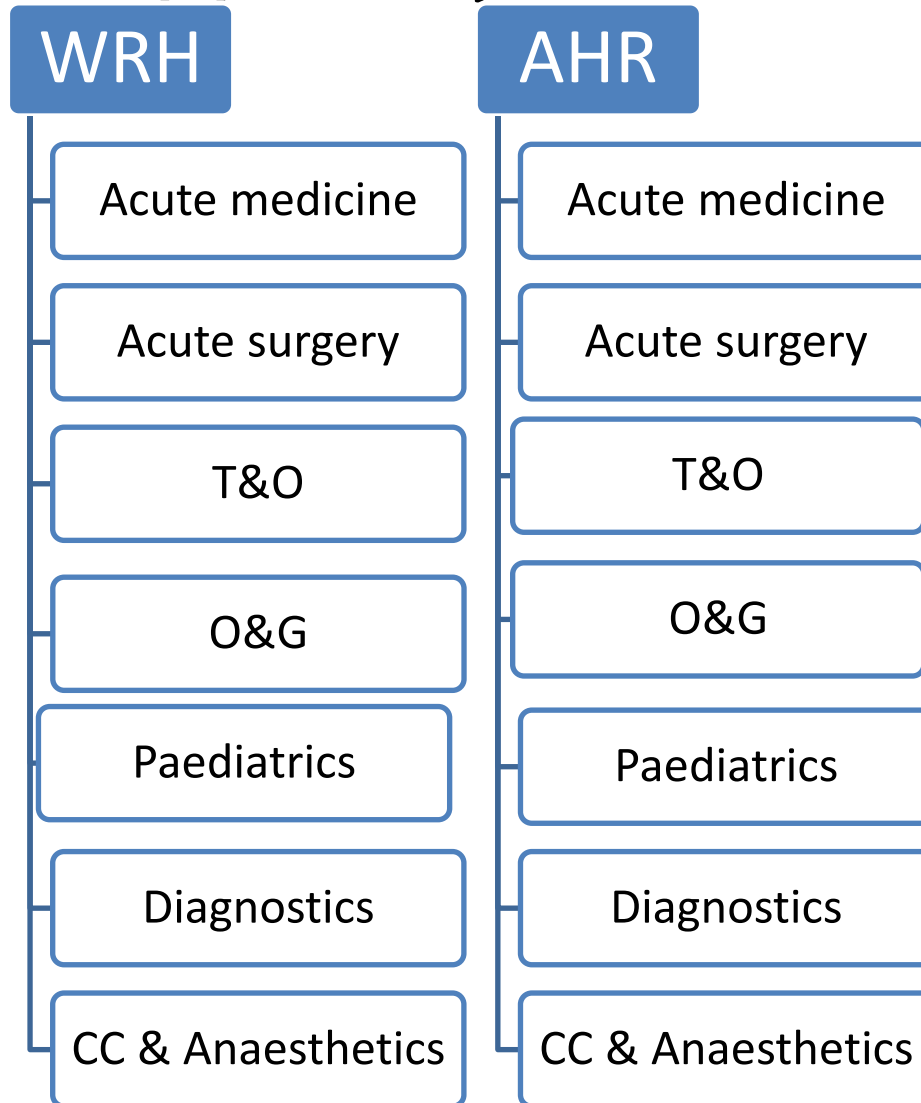 WRH
Acute medicine
Acute surgery
T&O
O&G
Paediatrics
Diagnostics
CC & Anaesthetics
AHR
Acute medicine
Acute surgery
T&O
O&G
Paediatrics
Diagnostics
CC & Anaesthetics